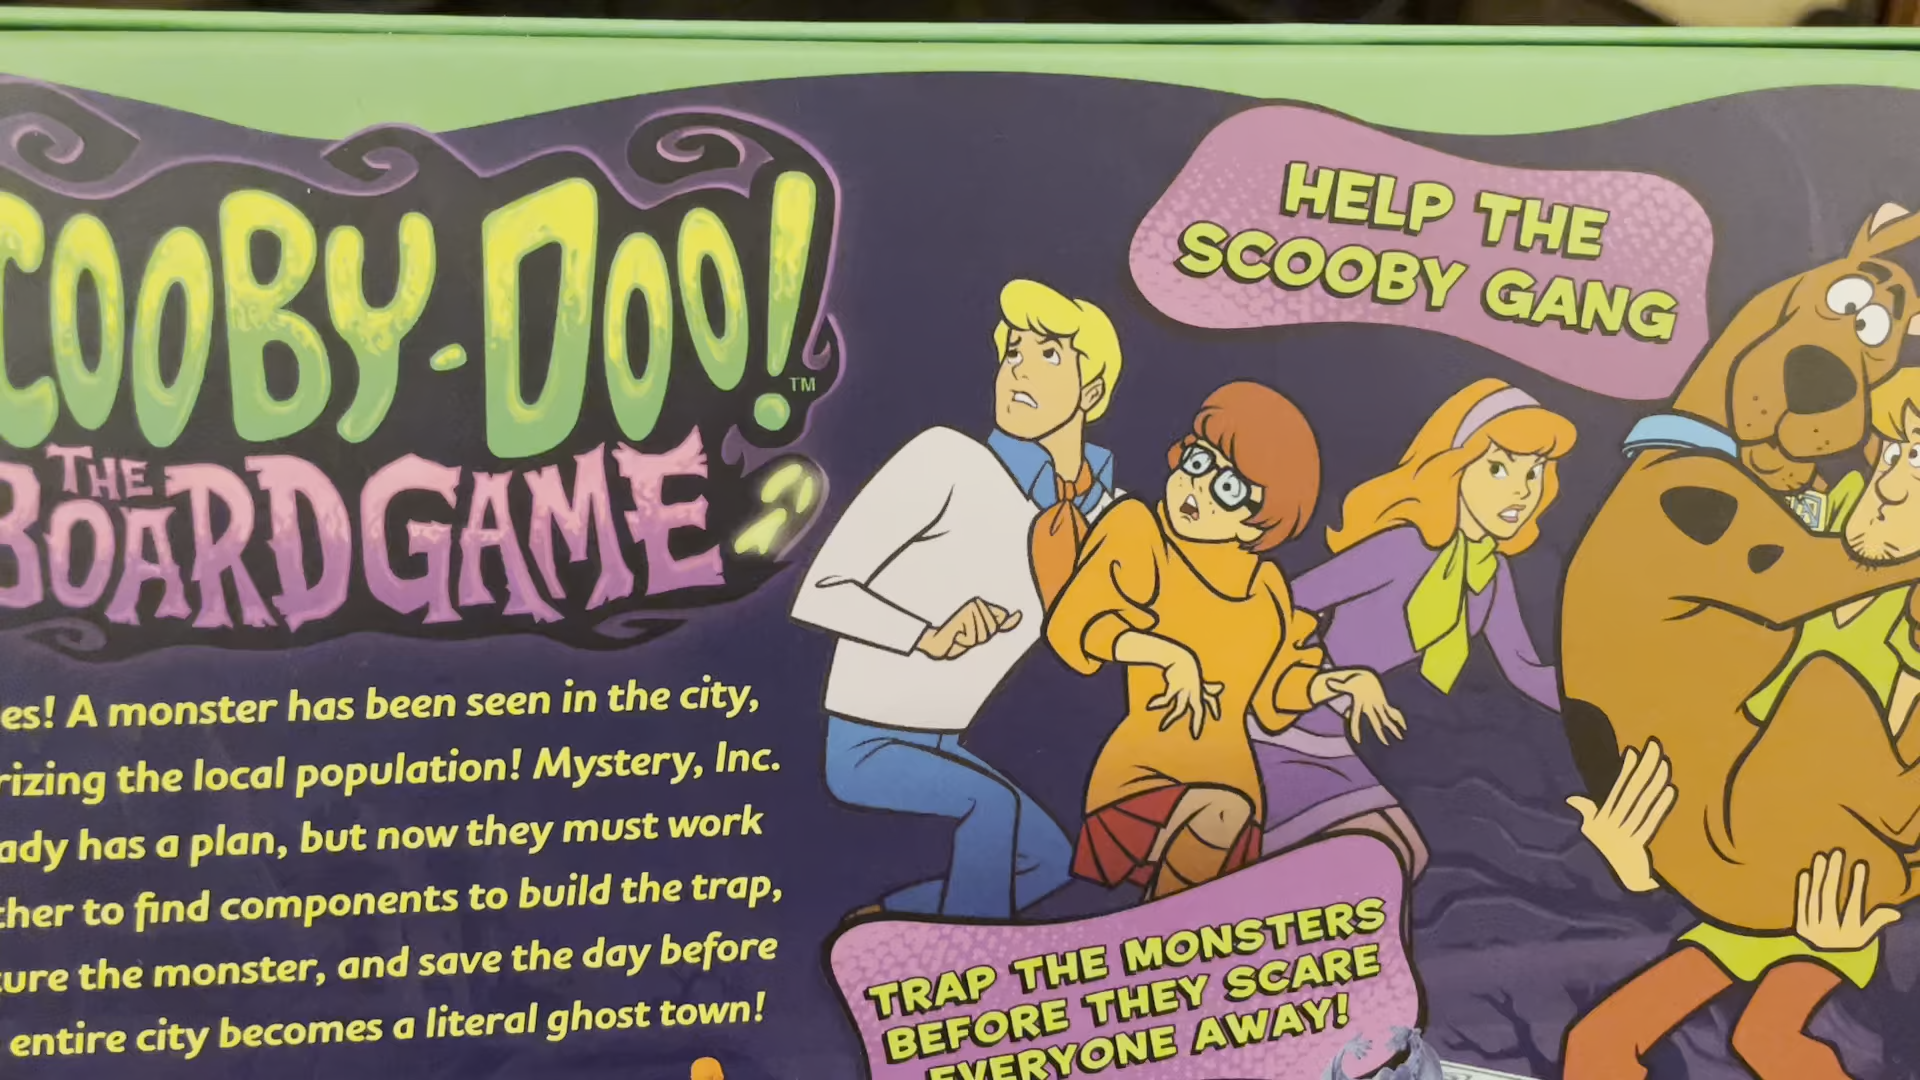 COOBY-DOO! ™
THE
BOARDGAME
es! A monster has been seen in the city,
rizing the local population! Mystery, Inc.
ady has a plan, but now they must work
ther to find components to build the trap,
ture the monster, and save the day before
entire city becomes a literal ghost town!
HELP THE
SCOOBY GANG
TRAP THE MONSTERS
BEFORE THEY SCARE
EVERYONE AWAY!